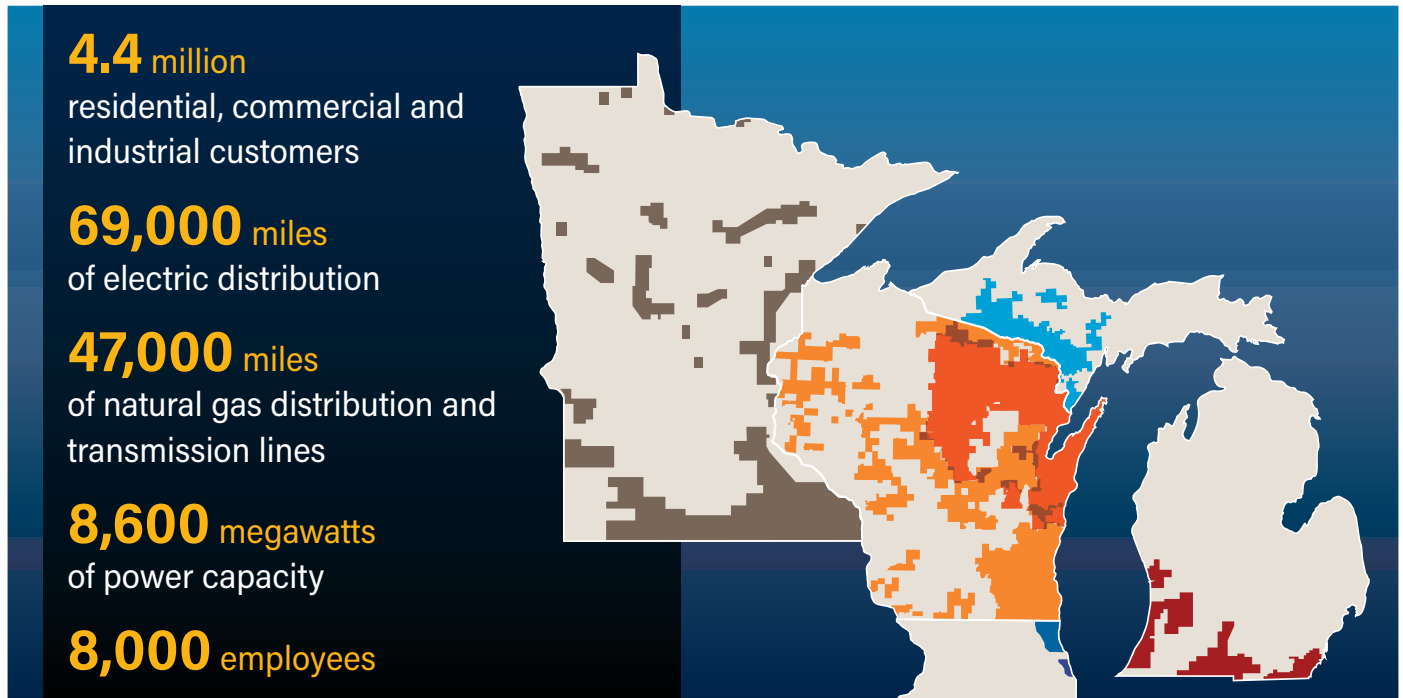 4.4 million
residential, commercial and
industrial customers
69,000 miles
of electric distribution
47,000 miles
of natural gas distribution and
transmission lines
8,600 megawatts
of power capacity
8,000 employees